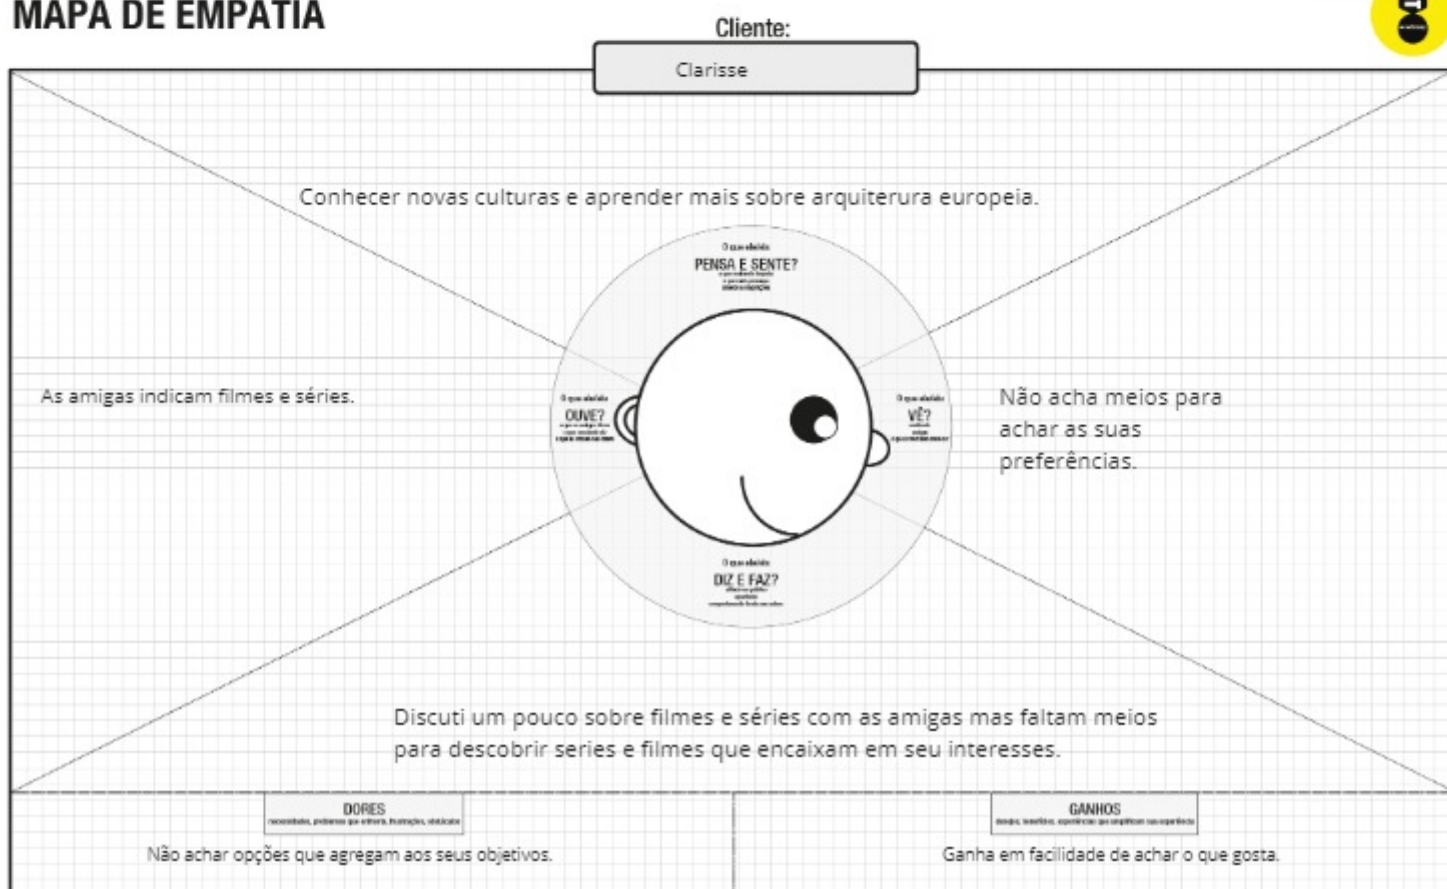 MAPA DE EMPATIA
Cliente:
Clarisse
Conhecer novas culturas e aprender mais sobre arquiterura europeia.
O que ela(e)
PENSA E SENTE?
As amigas indicam filmes e séries.
OUVE?
VÊ?
Não acha meios para
achar as suas
preferências.
DIZ E FAZ?
Discuti um pouco sobre filmes e séries com as amigas mas faltam meios
para descobrir series e filmes que encaixam em seu interesses.
DORES
Não achar opções que agregam aos seus objetivos.
GANHOS
Ganha em facilidade de achar o que gosta.